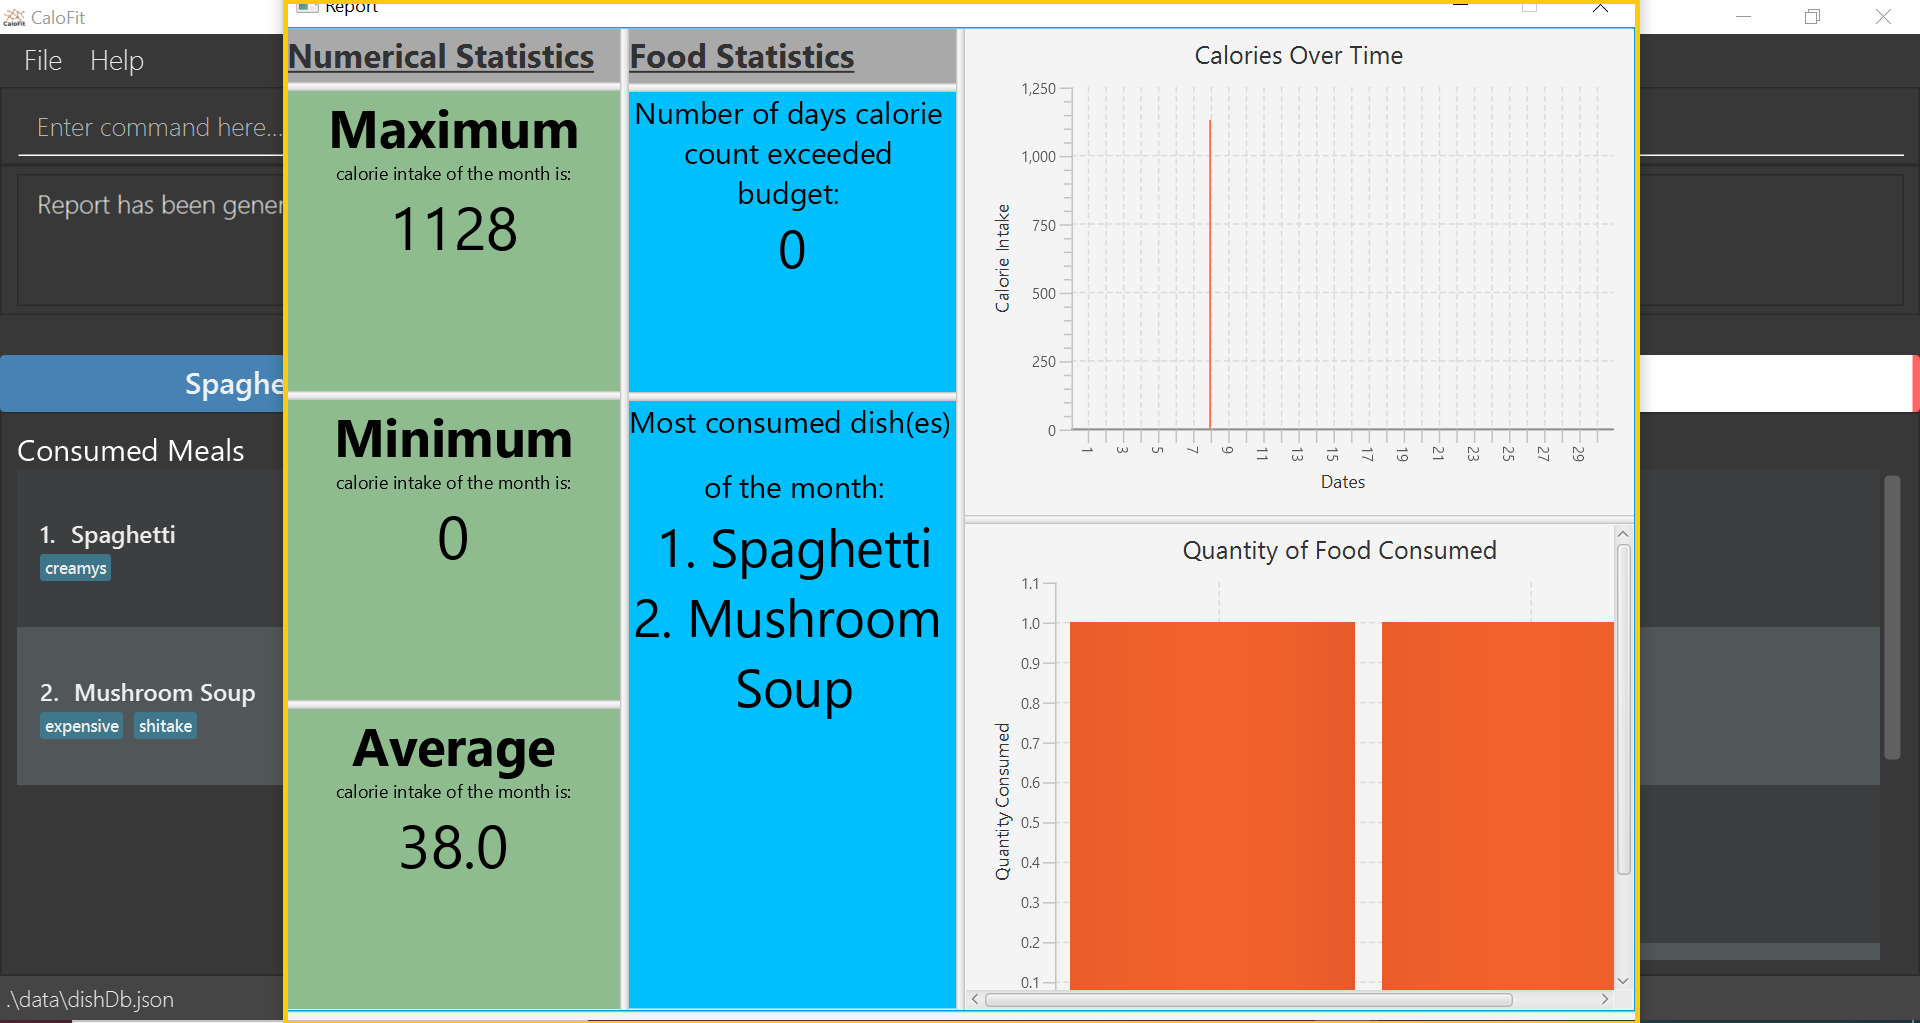 CaloFit
CaloFit
File Help
Enter command here...
Report has been gener
Spaghe
Consumed Meals
1. Spaghetti
creamys
2. Mushroom Soup
expensive shitake
.\data\dishDb.json
Report
Numerical Statistics
Maximum
calorie intake of the month is:
1128
Minimum
calorie intake of the month is:
0
Average
calorie intake of the month is:
38.0
Food Statistics
Number of days calorie
count exceeded
budget:
0
Most consumed dish(es)
of the month:
1. Spaghetti
2. Mushroom
Soup
Calories Over Time
Calorie Intake
1,250
1,000
750
500
250
0
1 3 5 7 9 11 13 15 17 19 21 23 25 27 29
Dates
Quantity of Food Consumed
Quantity Consumed
1.1
1.0
0.9
0.8
0.7
0.6
0.5
0.4
0.3
0.2
0.1